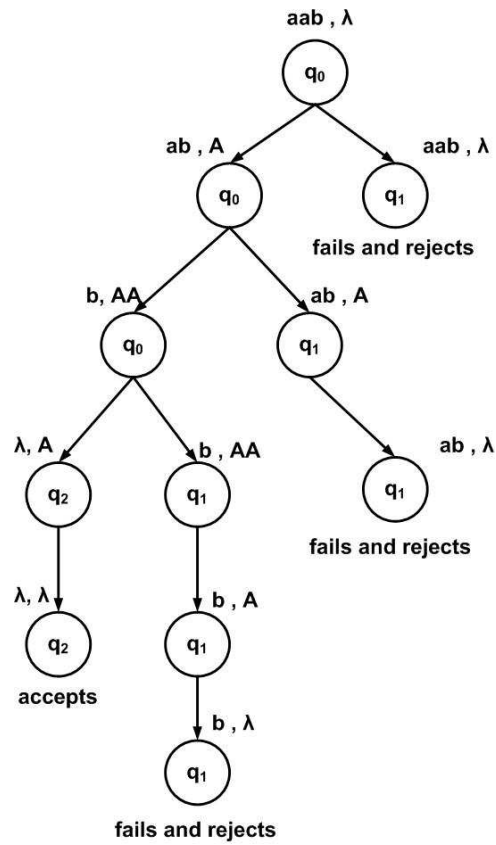 aab , λ
q₀
ab , A
aab , λ
q₀
q₁
fails and rejects
b, AA
ab , A
q₀
q₁
λ, A
b , AA
ab , λ
q₂
q₁
q₁
fails and rejects
λ, λ
b , A
q₂
q₁
accepts
b , λ
q₁
fails and rejects